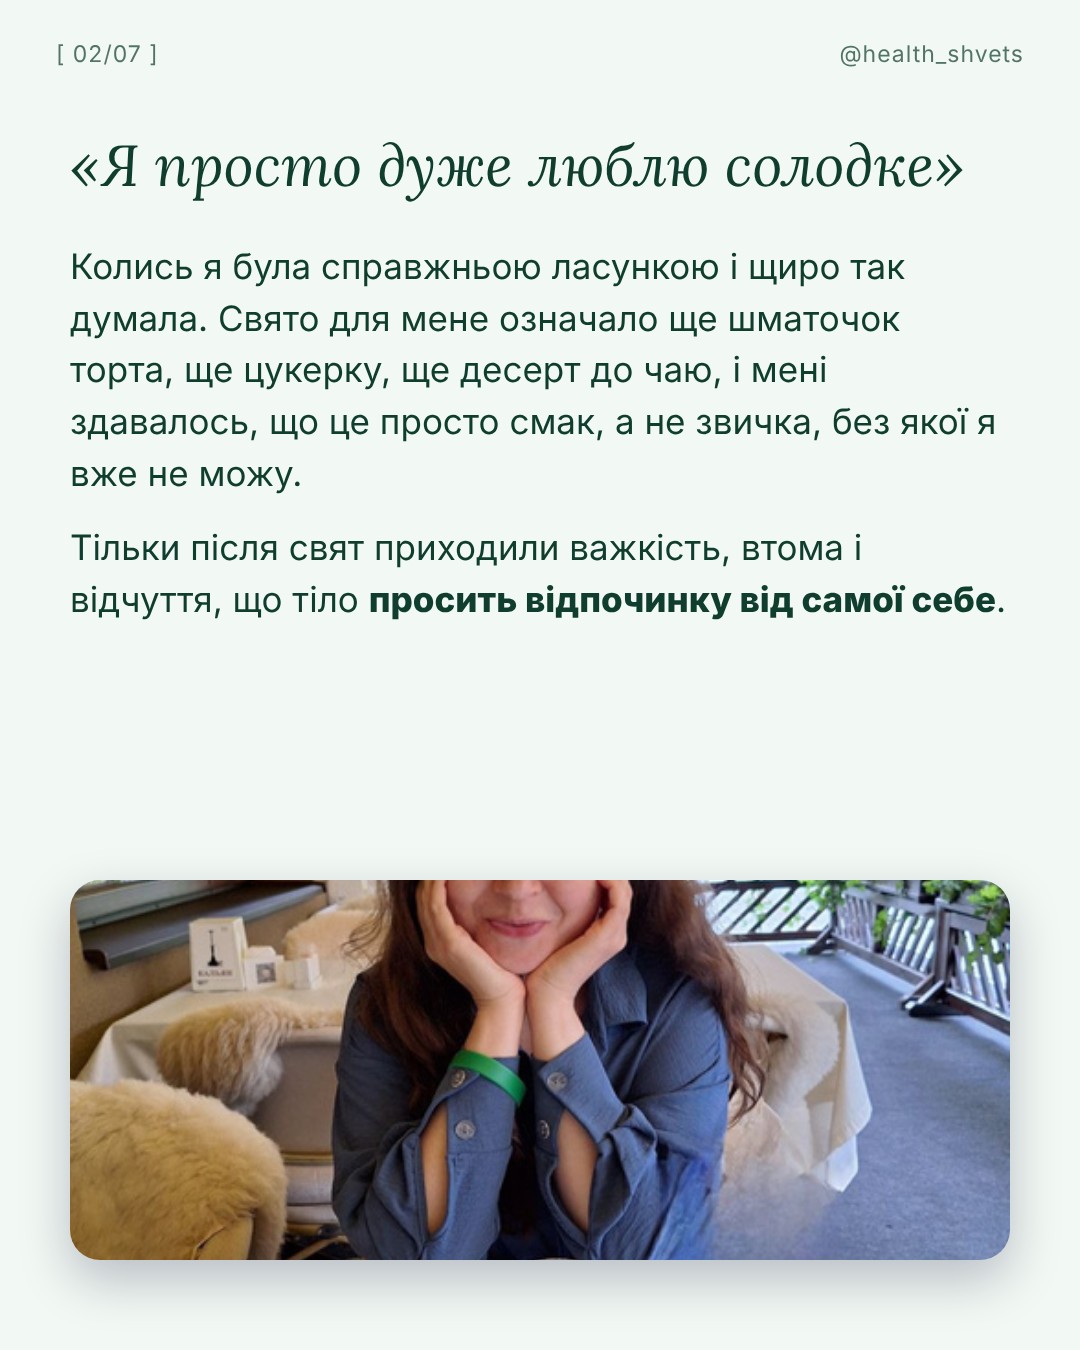 [ 02/07 ]
@health_shvets
«Я просто дуже люблю солодке»
Колись я була справжньою ласункою і щиро так
думала. Свято для мене означало ще шматочок
торта, ще цукерку, ще десерт до чаю, і мені
здавалось, що це просто смак, а не звичка, без якої я
вже не можу.
Тільки після свят приходили важкість, втома і
відчуття, що тіло просить відпочинку від самої себе.
КАЛЬЯН